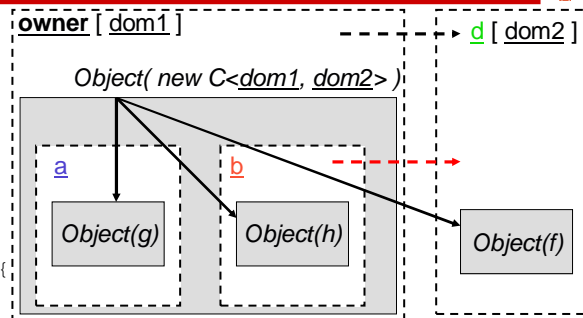 owner [ dom1 ]
d [ dom2 ]
Object( new C<dom1, dom2> )
a
b
Object(g)
Object(h)
Object(f)
{